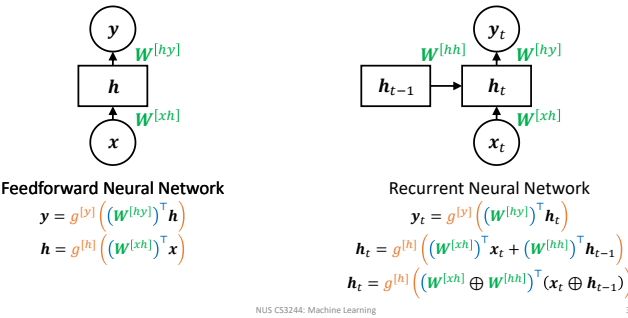 y
W^[hy]
h
W^[xh]
x
Feedforward Neural Network
y = g^[y] ((W^[hy])^⊤ h)
h = g^[h] ((W^[xh])^⊤ x)
y_t
W^[hh] W^[hy]
h_{t−1} h_t
W^[xh]
x_t
Recurrent Neural Network
y_t = g^[y] ((W^[hy])^⊤ h_t)
h_t = g^[h] ((W^[xh])^⊤ x_t + (W^[hh])^⊤ h_{t−1})
h_t = g^[h] ((W^[xh] ⊕ W^[hh])^⊤ (x_t ⊕ h_{t−1}))
NUS CS3244: Machine Learning